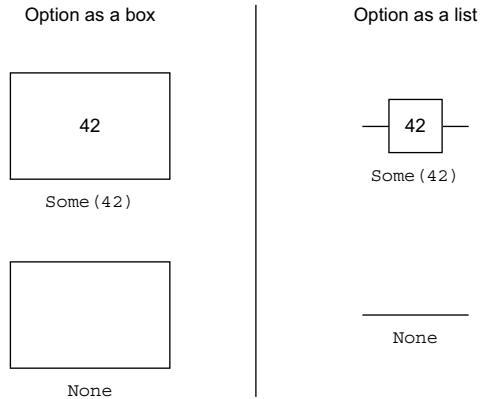 Option as a box
42
Some(42)
None
Option as a list
42
Some(42)
None